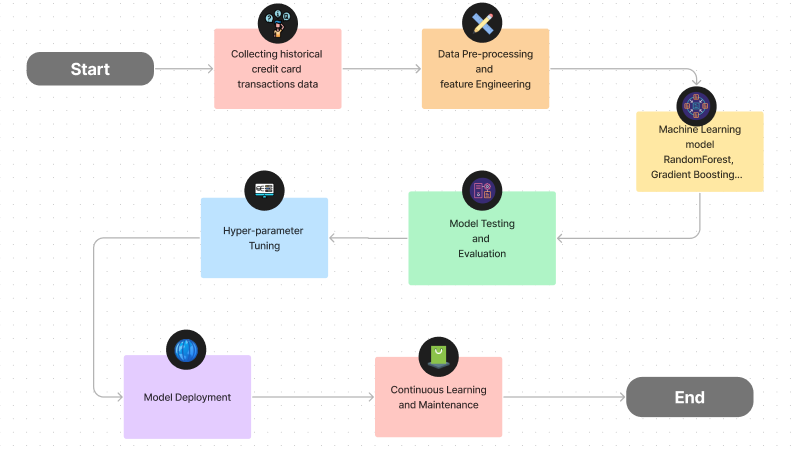 Start
Collecting historical
credit card
transactions data
Data Pre-processing
and
feature Engineering
Machine Learning
model
RandomForest,
Gradient Boosting...
Model Testing
and
Evaluation
Hyper-parameter
Tuning
Model Deployment
Continuous Learning
and Maintenance
End